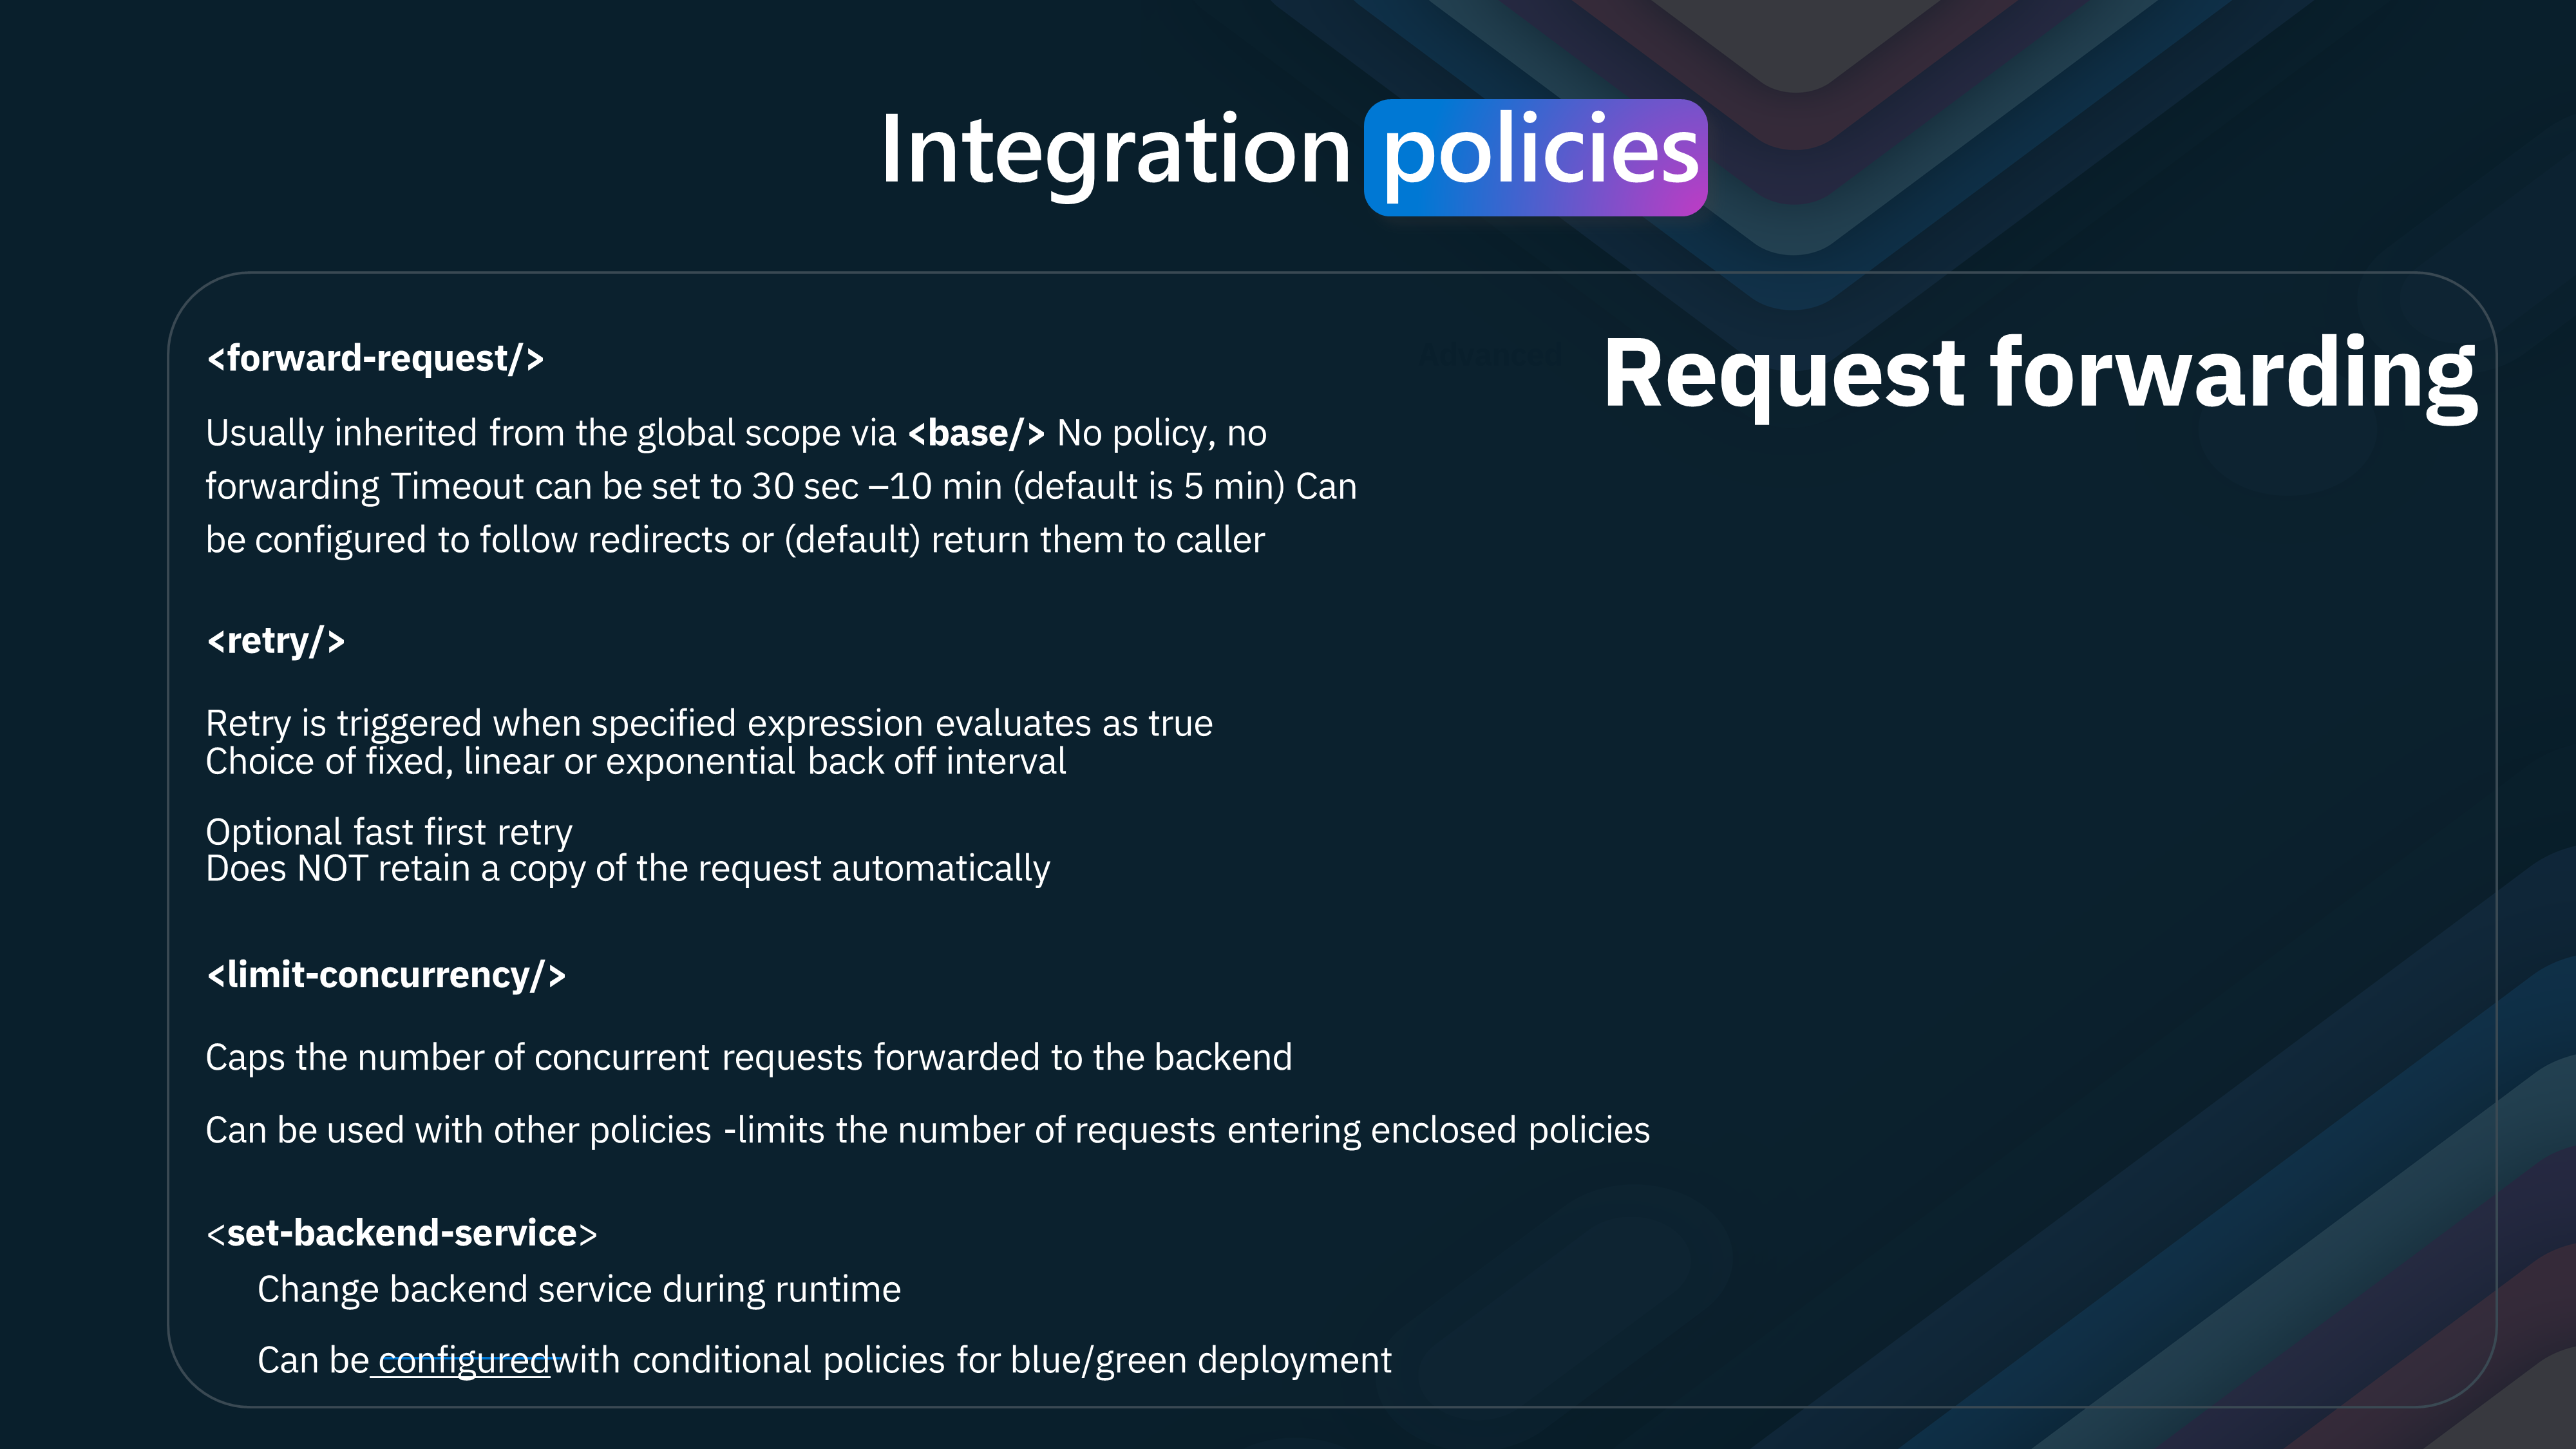 Integration policies
Request forwarding
Advanced
<forward-request/>
Usually inherited from the global scope via <base/> No policy, no
forwarding Timeout can be set to 30 sec –10 min (default is 5 min) Can
be configured to follow redirects or (default) return them to caller
<retry/>
Retry is triggered when specified expression evaluates as true
Choice of fixed, linear or exponential back off interval
Optional fast first retry
Does NOT retain a copy of the request automatically
<limit-concurrency/>
Caps the number of concurrent requests forwarded to the backend
Can be used with other policies -limits the number of requests entering enclosed policies
<set-backend-service>
Change backend service during runtime
Can be configuredwith conditional policies for blue/green deployment